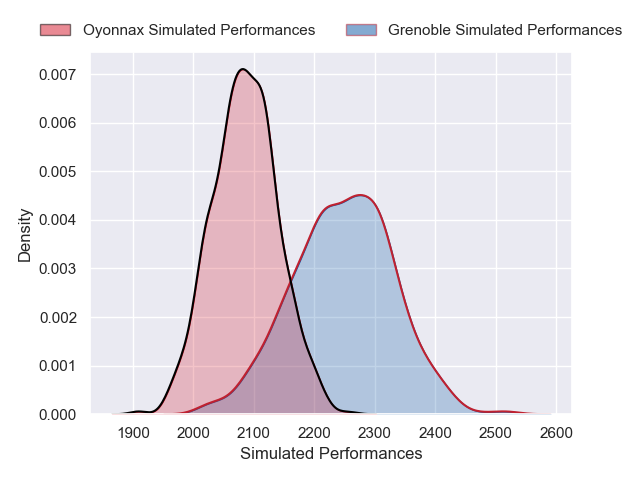 Oyonnax Simulated Performances
Grenoble Simulated Performances
0.007
0.006
0.005
0.004
0.003
0.002
0.001
0.000
Density
1900 2000 2100 2200 2300 2400 2500 2600
Simulated Performances